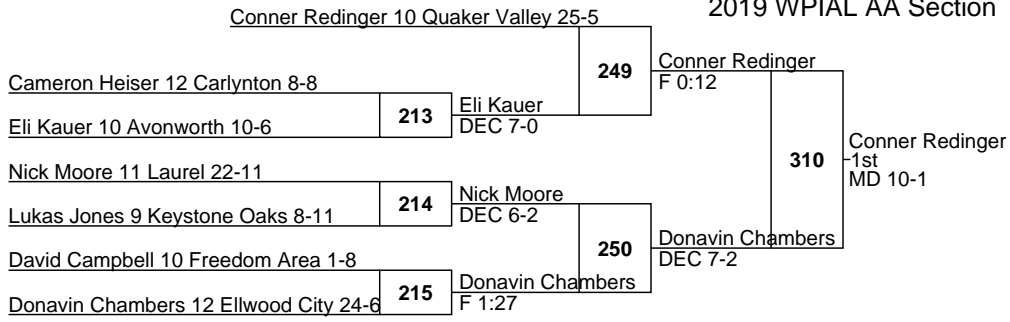 2019 WPIAL AA Section
Conner Redinger 10 Quaker Valley 25-5
249
Conner Redinger
F 0:12
Cameron Heiser 12 Carlynton 8-8
213
Eli Kauer
DEC 7-0
Eli Kauer 10 Avonworth 10-6
310
Conner Redinger
1st
MD 10-1
Nick Moore 11 Laurel 22-11
214
Nick Moore
DEC 6-2
Lukas Jones 9 Keystone Oaks 8-11
250
Donavin Chambers
DEC 7-2
David Campbell 10 Freedom Area 1-8
215
Donavin Chambers
F 1:27
Donavin Chambers 12 Ellwood City 24-6